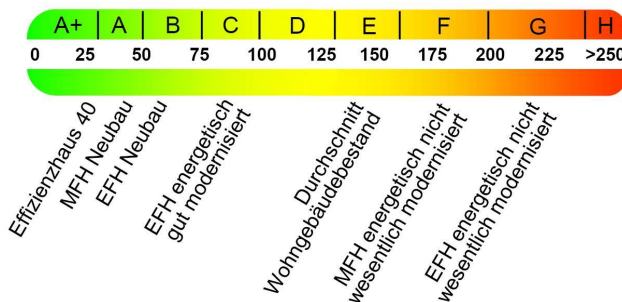 A+ A B C D E F G H
0 25 50 75 100 125 150 175 200 225 >250
Effizienzhaus 40
MFH Neubau
EFH Neubau
EFH energetisch
gut modernisiert
Durchschnitt
Wohngebäudebestand
MFH energetisch nicht
wesentlich modernisiert
EFH energetisch nicht
wesentlich modernisiert